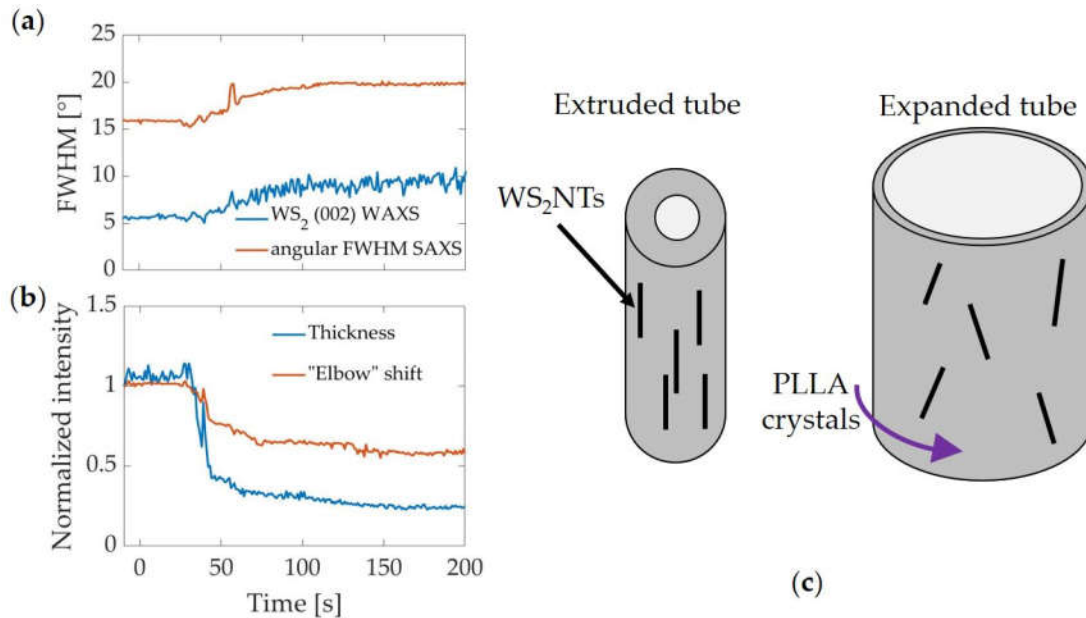 (a)
25
20
15
10
5
0
FWHM [°]
WS₂ (002) WAXS
angular FWHM SAXS
(b)
1.5
1
0.5
0
Normalized intensity
Thickness
"Elbow" shift
0
50
100
150
200
Time [s]
Extruded tube
Expanded tube
WS₂NTs
PLLA
crystals
(c)